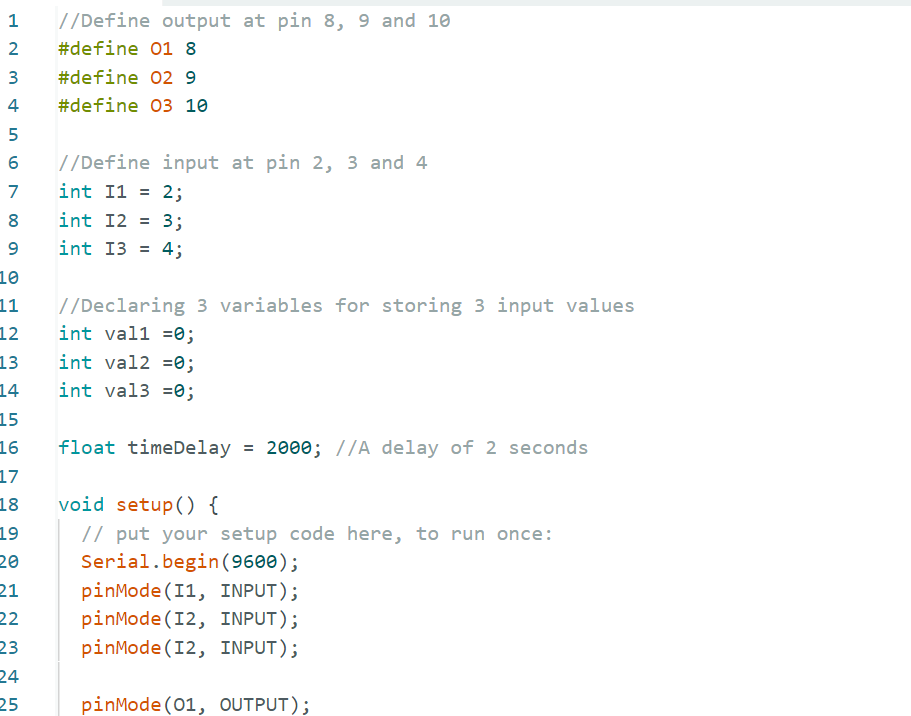 1 //Define output at pin 8, 9 and 10
2 #define O1 8
3 #define O2 9
4 #define O3 10
5
6 //Define input at pin 2, 3 and 4
7 int I1 = 2;
8 int I2 = 3;
9 int I3 = 4;
10
11 //Declaring 3 variables for storing 3 input values
12 int val1 =0;
13 int val2 =0;
14 int val3 =0;
15
16 float timeDelay = 2000; //A delay of 2 seconds
17
18 void setup() {
19 // put your setup code here, to run once:
20 Serial.begin(9600);
21 pinMode(I1, INPUT);
22 pinMode(I2, INPUT);
23 pinMode(I2, INPUT);
24
25 pinMode(O1, OUTPUT);